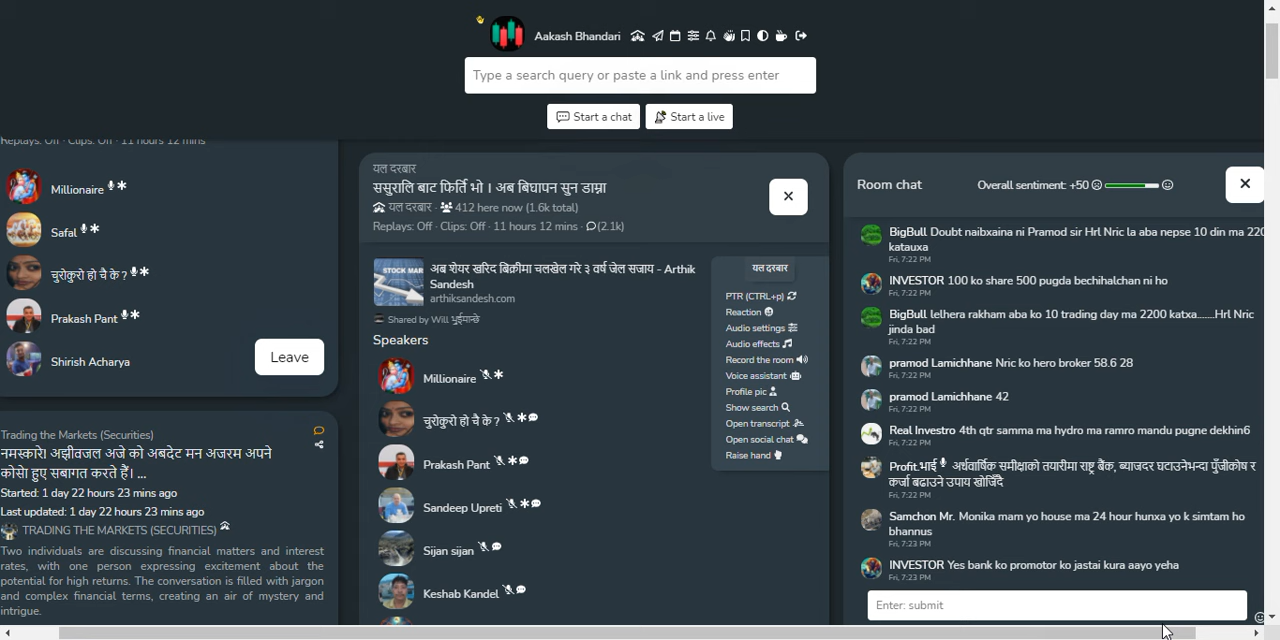 Aakash Bhandari
Type a search query or paste a link and press enter
Start a chat
Start a live
Replays: Off · Clips: Off · 11 hours 12 mins
Millionaire
Safal
चुरोकुरो हो चै के ?
Prakash Pant
Shirish Acharya
Leave
Trading the Markets (Securities)
नमस्कारे। अझीवजल अजे को अबदेट मन अजरम अपने
कोसे। हुए सबागत करते हैं। ...
Started: 1 day 22 hours 23 mins ago
Last updated: 1 day 22 hours 23 mins ago
TRADING THE MARKETS (SECURITIES)
Two individuals are discussing financial matters and interest
rates, with one person expressing excitement about the
potential for high returns. The conversation is filled with jargon
and complex financial terms, creating an air of mystery and
intrigue.
यल दरबार
ससुरालि बाट फिर्ति भो । अब बिघापन सुन डाम्ना
यल दरबार · 412 here now (1.6k total)
Replays: Off · Clips: Off · 11 hours 12 mins · (2.1k)
STOCK MAR
अब शेयर खरिद बिक्रीमा चलखेल गरे ३ वर्ष जेल सजाय - Arthik
Sandesh
arthiksandesh.com
Shared by Will भुईमान्छे
Speakers
Millionaire
चुरोकुरो हो चै के ?
Prakash Pant
Sandeep Upreti
Sijan sijan
Keshab Kandel
यल दरबार
PTR (CTRL+p)
Reaction
Audio settings
Audio effects
Record the room
Voice assistant
Profile pic
Show search
Open transcript
Open social chat
Raise hand
Room chat
Overall sentiment: +50
BigBull Doubt naibxaina ni Pramod sir Hrl Nric la aba nepse 10 din ma 220
katauxa
Fri, 7:22 PM
INVESTOR 100 ko share 500 pugda bechihalchan ni ho
Fri, 7:22 PM
BigBull lelhera rakham aba ko 10 trading day ma 2200 katxa.......Hrl Nric
jinda bad
Fri, 7:22 PM
pramod Lamichhane Nric ko hero broker 58.6 28
Fri, 7:22 PM
pramod Lamichhane 42
Fri, 7:22 PM
Real Investro 4th qtr samma ma hydro ma ramro mandu pugne dekhin6
Fri, 7:22 PM
Profit.भाई अर्धवार्षिक समीक्षाको तयारीमा राष्ट्र बैंक, ब्याजदर घटाउनेभन्दा पुँजीकोष र
कर्जा बढाउने उपाय खोजिँदै
Fri, 7:22 PM
Samchon Mr. Monika mam yo house ma 24 hour hunxa yo k simtam ho
bhannus
Fri, 7:23 PM
INVESTOR Yes bank ko promotor ko jastai kura aayo yeha
Fri, 7:23 PM
Enter: submit